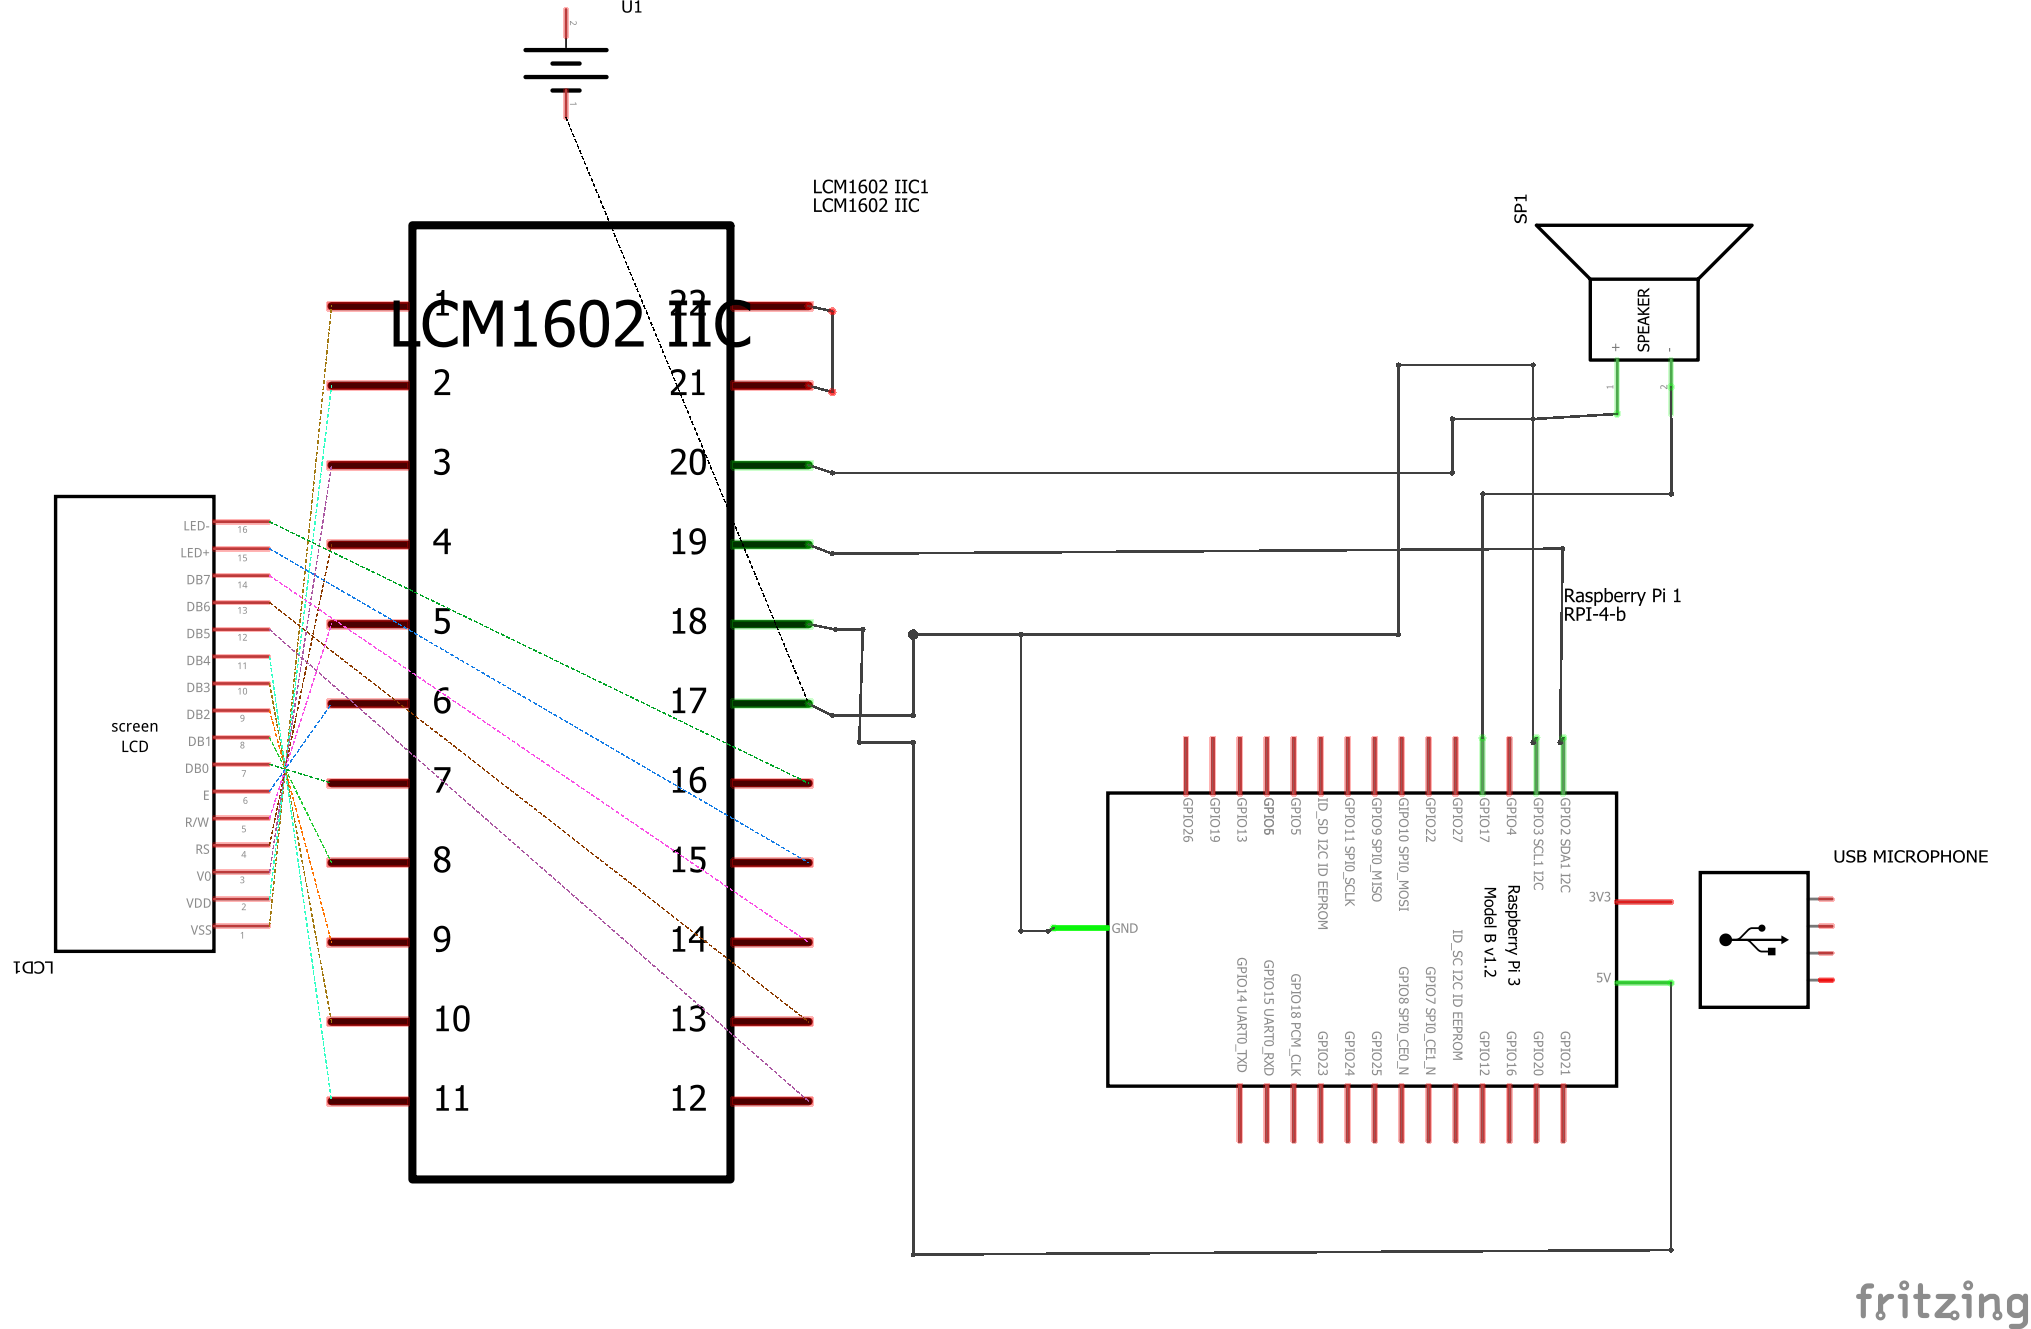 U1
2
1
LCM1602 IIC1
LCM1602 IIC
SP1
SPEAKER
+
-
1
2
LCM1602 IIC
1
2
3
4
5
6
7
8
9
10
11
22
21
20
19
18
17
16
15
14
13
12
LED- 16
LED+ 15
DB7 14
DB6 13
DB5 12
DB4 11
DB3 10
DB2 9
DB1 8
DB0 7
E 6
R/W 5
RS 4
V0 3
VDD 2
VSS 1
screen
LCD
LCD1
Raspberry Pi 1
RPI-4-b
GPIO26
GPIO19
GPIO13
GPIO6
GPIO5
ID_SD I2C ID EEPROM
GPIO11 SPI0_SCLK
GPIO9 SPI0_MISO
GIPO10 SPI0_MOSI
GPIO22
GPIO27
GPIO17
GPIO4
GPIO3 SCL1 I2C
GPIO2 SDA1 I2C
Raspberry Pi 3
Model B v1.2
GND
3V3
5V
GPIO14 UART0_TXD
GPIO15 UART0_RXD
GPIO18 PCM_CLK
GPIO23
GPIO24
GPIO25
GPIO8 SPI0_CE0_N
GPIO7 SPI0_CE1_N
ID_SC I2C ID EEPROM
GPIO12
GPIO16
GPIO20
GPIO21
USB MICROPHONE
fritzing